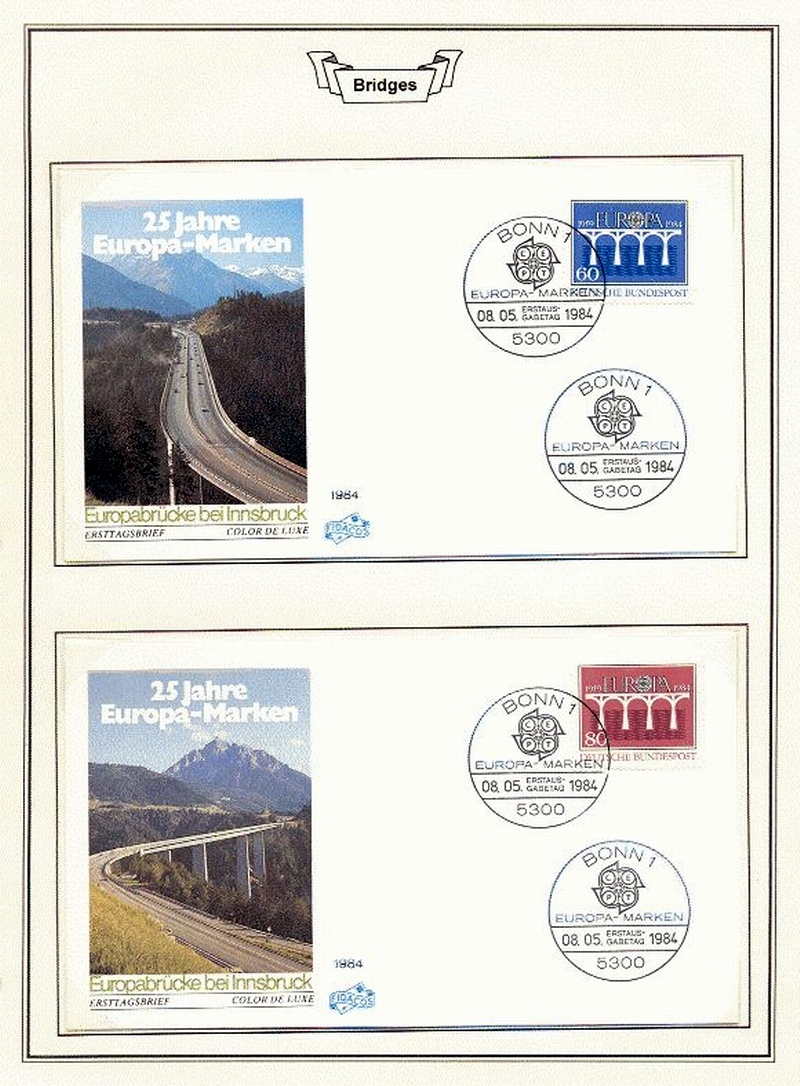 Bridges
25 Jahre
Europa-Marken
Europabrücke bei Innsbruck
ERSTTAGSBRIEF COLOR DE LUXE
1984
FIDACOS
1959 EUROPA 1984
60
DEUTSCHE BUNDESPOST
BONN 1
C E
P T
EUROPA-MARKEN
08. 05. ERSTAUS-
GABETAG 1984
5300
BONN 1
C E
P T
EUROPA-MARKEN
08. 05. ERSTAUS-
GABETAG 1984
5300
25 Jahre
Europa-Marken
Europabrücke bei Innsbruck
ERSTTAGSBRIEF COLOR DE LUXE
1984
FIDACOS
1959 EUROPA 1984
80
DEUTSCHE BUNDESPOST
BONN 1
C E
P T
EUROPA-MARKEN
08. 05. ERSTAUS-
GABETAG 1984
5300
BONN 1
C E
P T
EUROPA-MARKEN
08. 05. ERSTAUS-
GABETAG 1984
5300